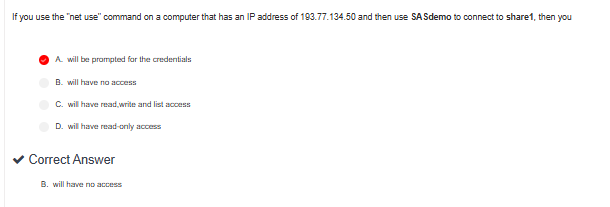 If you use the "net use" command on a computer that has an IP address of 193.77.134.50 and then use SASdemo to connect to share1, then you
A. will be prompted for the credentials
B. will have no access
C. will have read,write and list access
D. will have read-only access
Correct Answer
B. will have no access